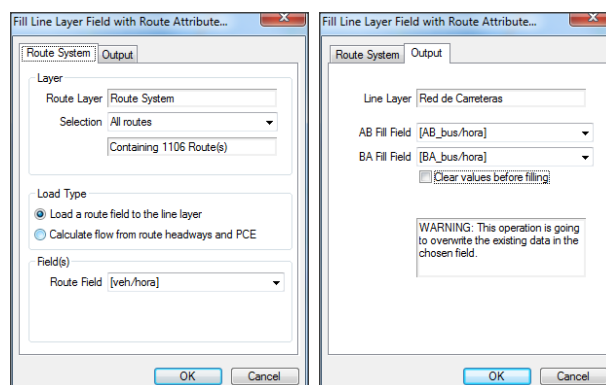 Fill Line Layer Field with Route Attribute...
Route System Output
Layer
Route Layer Route System
Selection All routes
Containing 1106 Route(s)
Load Type
Load a route field to the line layer
Calculate flow from route headways and PCE
Field(s)
Route Field [veh/hora]
OK Cancel
Fill Line Layer Field with Route Attribute...
Route System Output
Line Layer Red de Carreteras
AB Fill Field [AB_bus/hora]
BA Fill Field [BA_bus/hora]
Clear values before filling
WARNING: This operation is going
to overwrite the existing data in the
chosen field.
OK Cancel